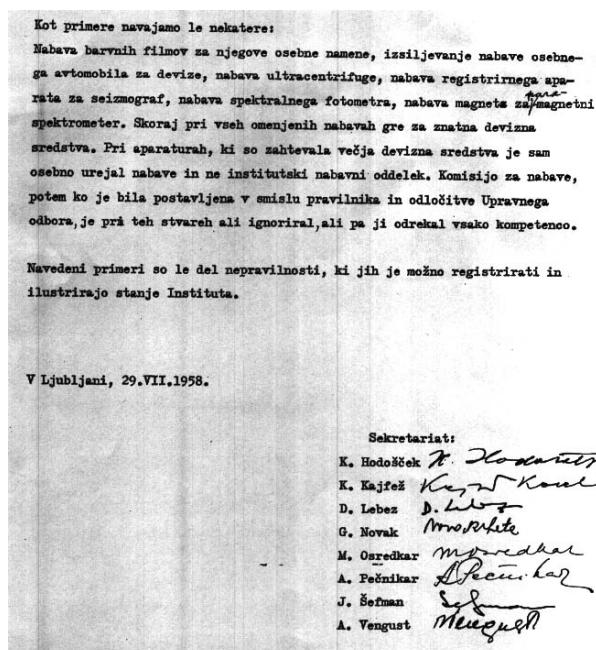 Kot primere navajamo le nekatere:
Nabava barvnih filmov za njegove osebne namene, izsiljevanje nabave osebne-
ga avtomobila za devize, nabava ultracentrifuge, nabava registrirnega apa-
rata za seizmograf, nabava spektralnega fotometra, nabava magneta za para-magnetni
spektrometer. Skoraj pri vseh omenjenih nabavah gre za znatna devizna
sredstva. Pri aparaturah, ki so zahtevala večja devizna sredstva je sam
osebno urejal nabave in ne institutski nabavni oddelek. Komisijo za nabave,
potem ko je bila postavljena v smislu pravilnika in odločitve Upravnega
odbora, je pri teh stvareh ali ignoriral, ali pa ji odrekal vsako kompetenco.
Navedeni primeri so le del nepravilnosti, ki jih je možno registrirati in
ilustrirajo stanje Instituta.
V Ljubljani, 29.VII.1958.
Sekretariat:
K. Hodošček
K. Kajfež
D. Lebez D. Lebez
G. Novak
M. Osredkar MOsredkar
A. Pečnikar A Pečnikar
J. Šefman
A. Vengust